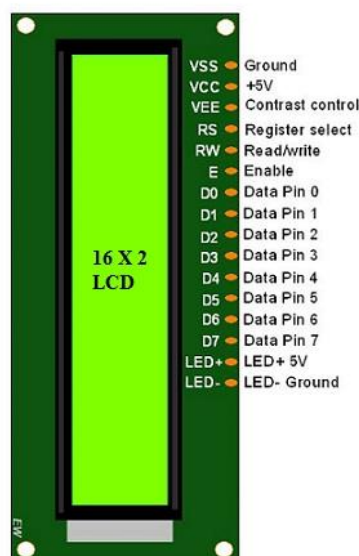 VSS Ground
VCC +5V
VEE Contrast control
RS Register select
RW Read/write
E Enable
D0 Data Pin 0
D1 Data Pin 1
D2 Data Pin 2
D3 Data Pin 3
D4 Data Pin 4
D5 Data Pin 5
D6 Data Pin 6
D7 Data Pin 7
LED+ LED+ 5V
LED- LED- Ground
16 X 2
LCD
EW